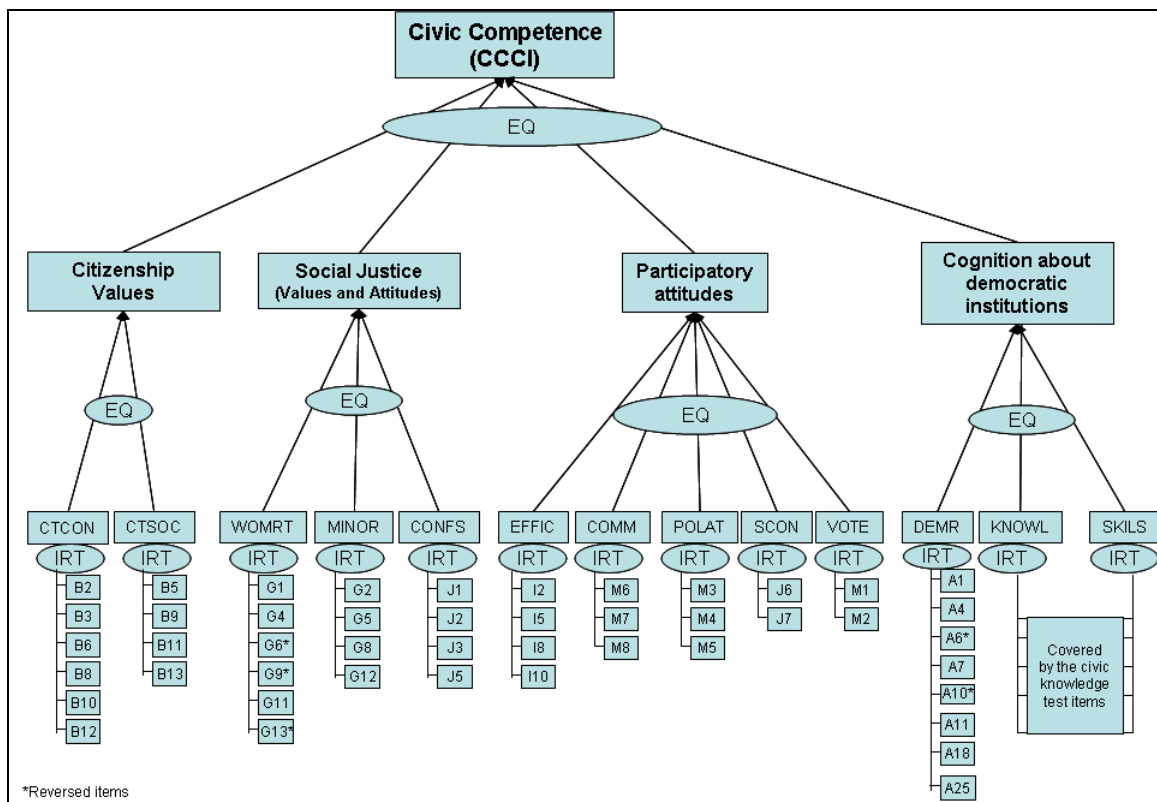 Civic Competence
(CCCI)
EQ
Citizenship
Values
Social Justice
(Values and Attitudes)
Participatory
attitudes
Cognition about
democratic
institutions
EQ
EQ
EQ
EQ
CTCON
CTSOC
WOMRT
MINOR
CONFS
EFFIC
COMM
POLAT
SCON
VOTE
DEMR
KNOWL
SKILS
IRT
IRT
IRT
IRT
IRT
IRT
IRT
IRT
IRT
IRT
IRT
IRT
IRT
B2
B3
B6
B8
B10
B12
B5
B9
B11
B13
G1
G4
G6*
G9*
G11
G13*
G2
G5
G8
G12
J1
J2
J3
J5
I2
I5
I8
I10
M6
M7
M8
M3
M4
M5
J6
J7
M1
M2
A1
A4
A6*
A7
A10*
A11
A18
A25
Covered
by the civic
knowledge
test items
*Reversed items